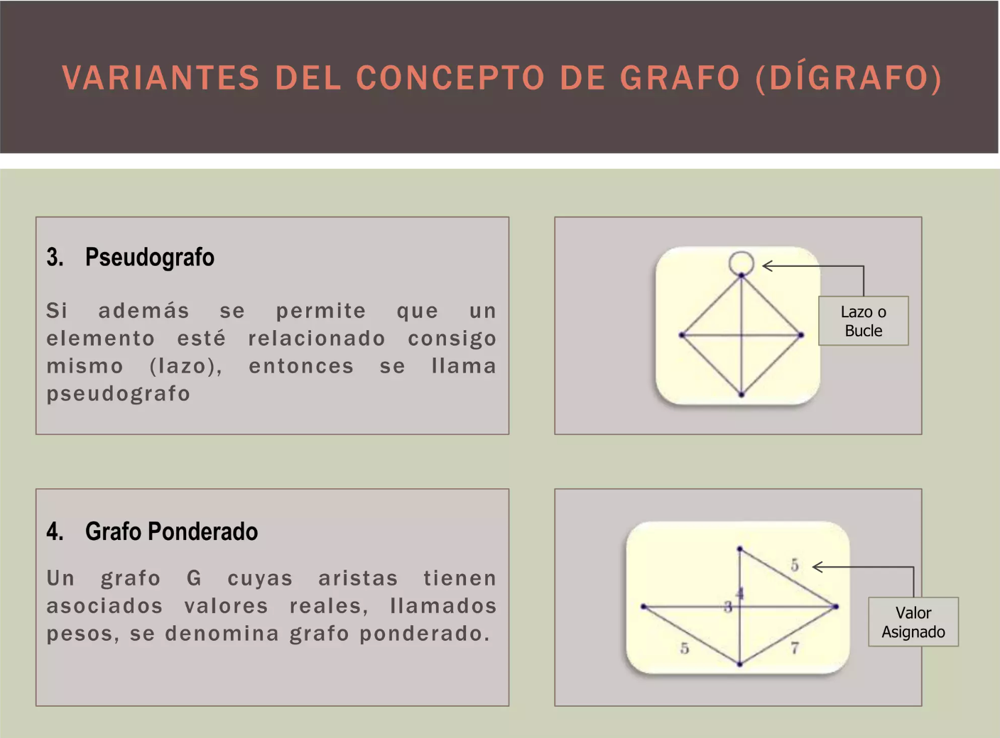 VARIANTES DEL CONCEPTO DE GRAFO (DÍGRAFO)
3. Pseudografo
Si además se permite que un
elemento esté relacionado consigo
mismo (lazo), entonces se llama
pseudografo
Lazo o
Bucle
4. Grafo Ponderado
Un grafo G cuyas aristas tienen
asociados valores reales, llamados
pesos, se denomina grafo ponderado.
5
4
3
5
7
Valor
Asignado